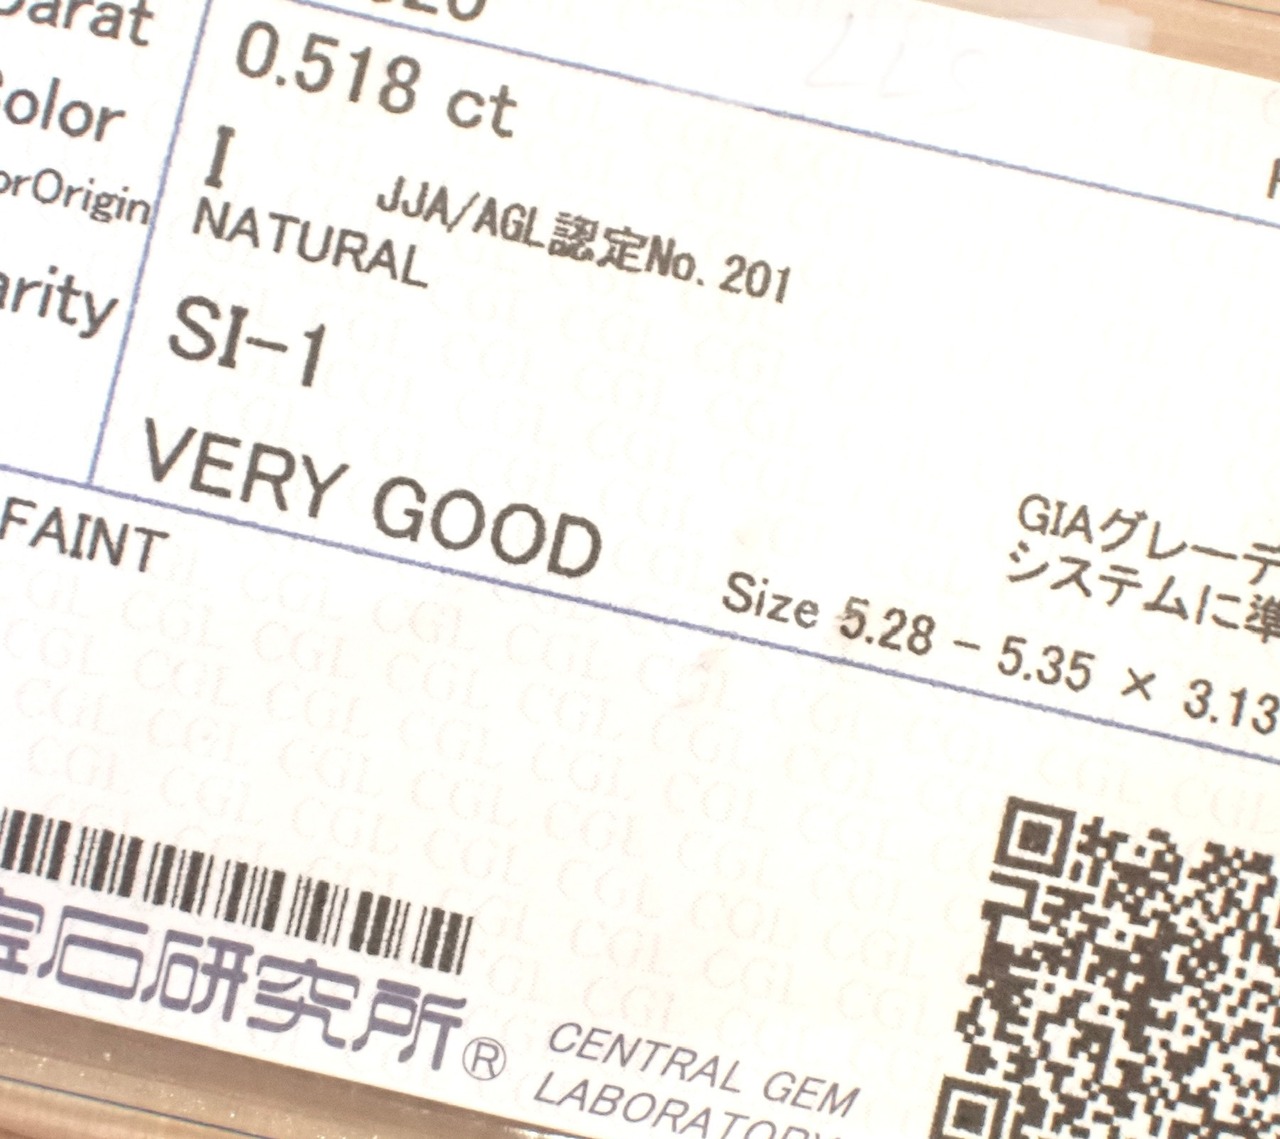 Carat 0.518 ct
Color I
JJA/AGL認定No. 201
orOrigin NATURAL
arity SI-1
VERY GOOD
GIAグレーデ
システムに準
FAINT
Size 5.28 - 5.35 × 3.13
宝石研究所®
CENTRAL GEM
LABORATORY